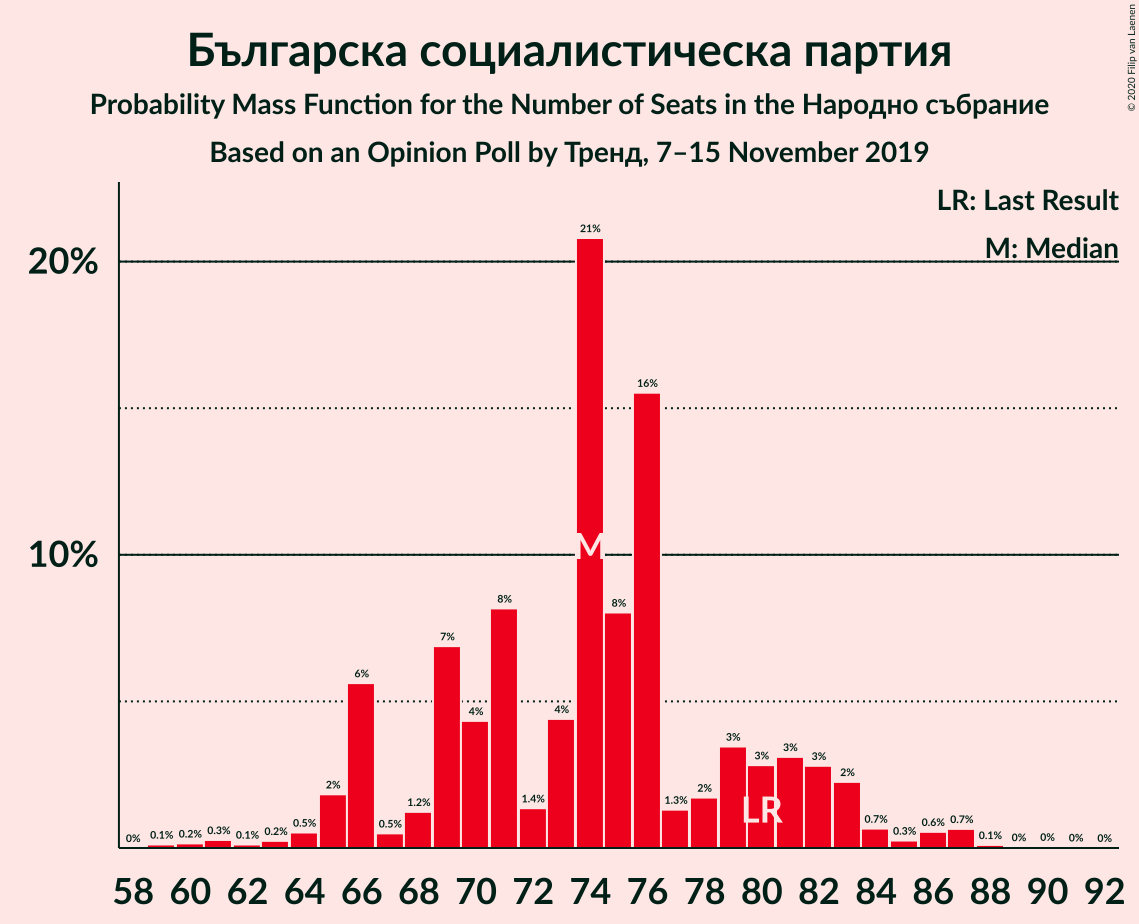 Българска социалистическа партия
Probability Mass Function for the Number of Seats in the Народно събрание
Based on an Opinion Poll by Тренд, 7–15 November 2019
© 2020 Filip van Laenen
LR: Last Result
M: Median
20%
10%
0% 0.1% 0.2% 0.3% 0.1% 0.2% 0.5% 2% 6% 0.5% 1.2% 7% 4% 8% 1.4% 4% 21% 8% 16% 1.3% 2% 3% 3% 3% 3% 2% 0.7% 0.3% 0.6% 0.7% 0.1% 0% 0% 0% 0%
M
LR
58 60 62 64 66 68 70 72 74 76 78 80 82 84 86 88 90 92